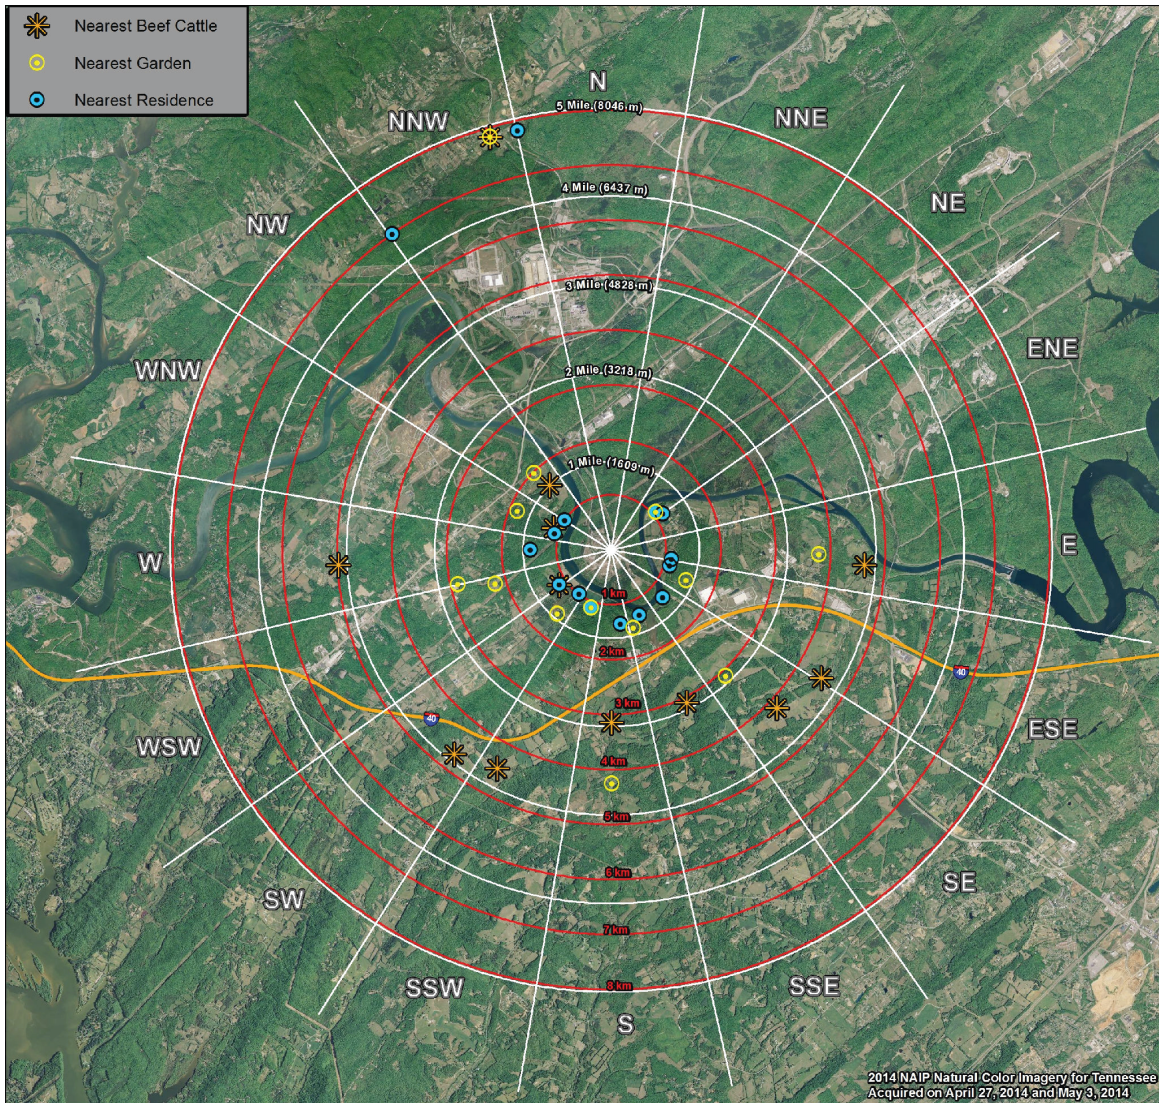 Nearest Beef Cattle
Nearest Garden
Nearest Residence
N
5 Mile (8046 m)
NNW
NNE
4 Mile (6437 m)
NW
NE
3 Mile (4828 m)
WNW
ENE
2 Mile (3218 m)
1 Mile (1609 m)
W
E
1 km
2 km
40
3 km
40
WSW
ESE
4 km
5 km
6 km
SW
SE
7 km
SSW
8 km
SSE
S
2014 NAIP Natural Color Imagery for Tennessee
Acquired on April 27, 2014 and May 3, 2014